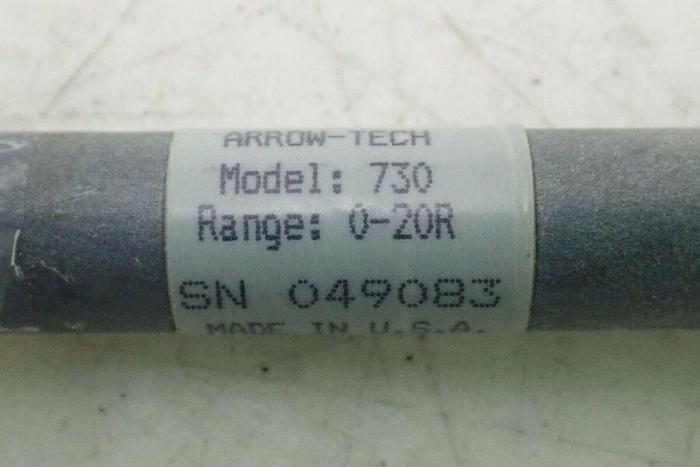 ARROW-TECH
Model: 730
Range: 0-20R
SN 049083
MADE IN U.S.A.